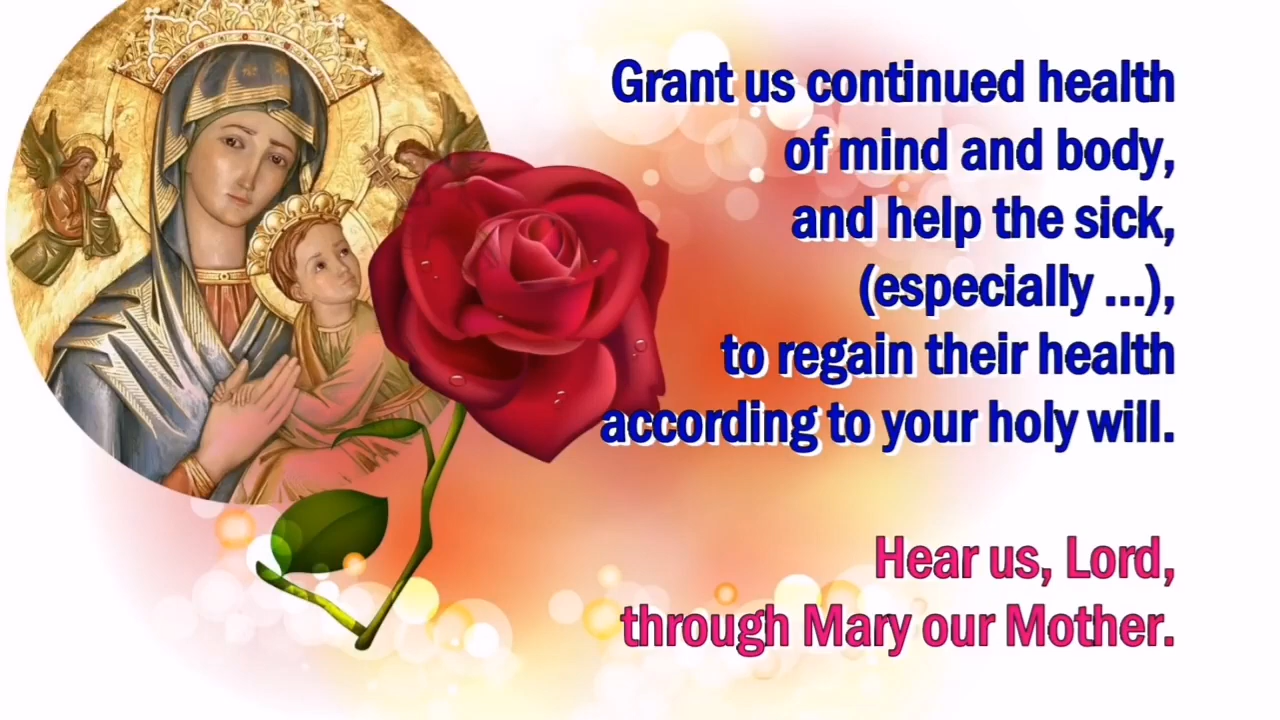 Grant us continued health
of mind and body,
and help the sick,
(especially ...),
to regain their health
according to your holy will.
Hear us, Lord,
through Mary our Mother.